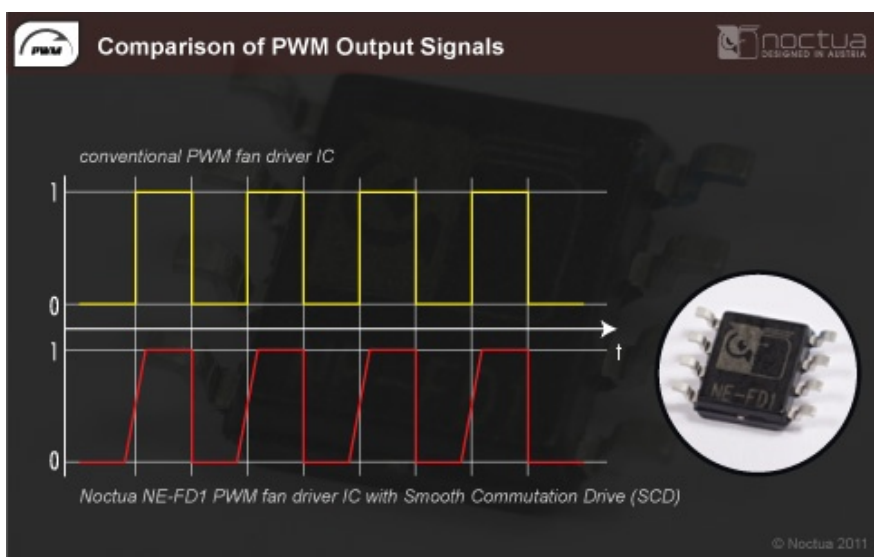 PWM
Comparison of PWM Output Signals
noctua
DESIGNED IN AUSTRIA
conventional PWM fan driver IC
1
0
t
1
0
Noctua NE-FD1 PWM fan driver IC with Smooth Commutation Drive (SCD)
NE-FD1
© Noctua 2011